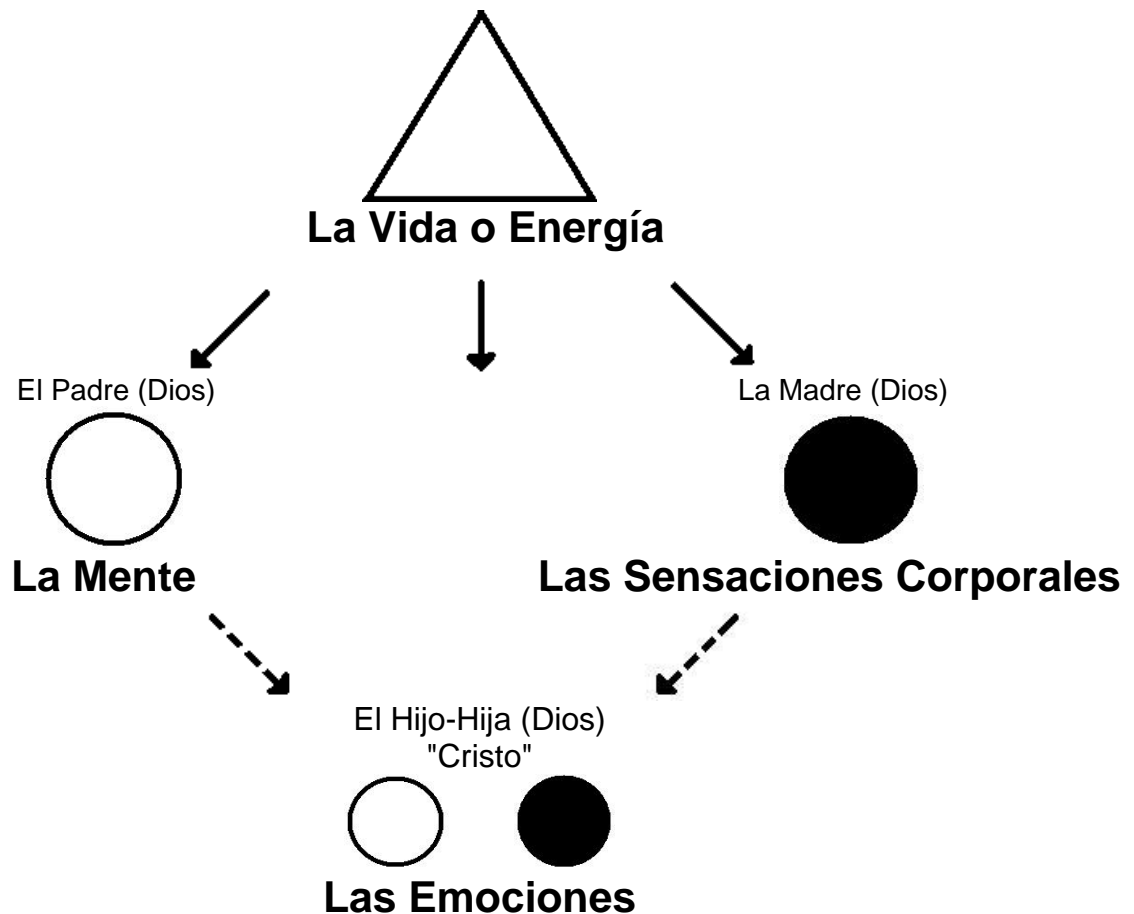 La Vida o Energía
El Padre (Dios)
La Madre (Dios)
La Mente
Las Sensaciones Corporales
El Hijo-Hija (Dios)
"Cristo"
Las Emociones